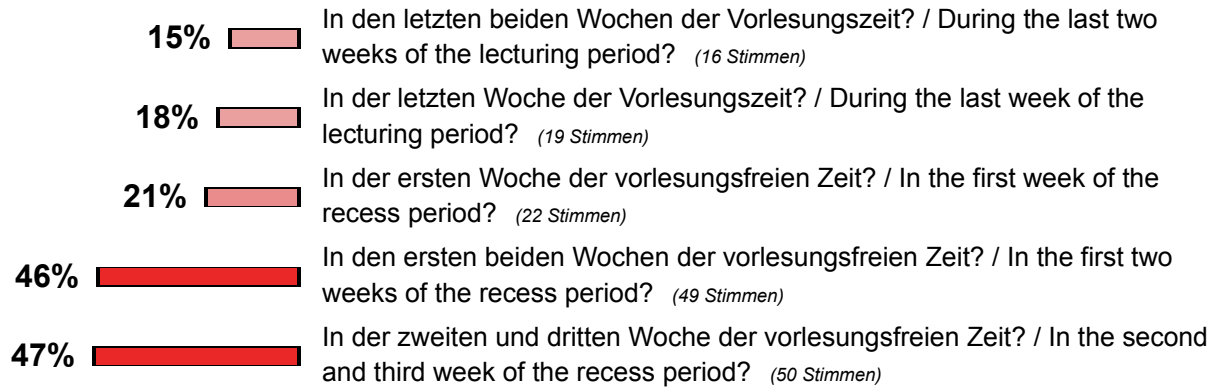 In den letzten beiden Wochen der Vorlesungszeit? / During the last two
15%
weeks of the lecturing period? (16 Stimmen)
In der letzten Woche der Vorlesungszeit? / During the last week of the
18%
lecturing period? (19 Stimmen)
In der ersten Woche der vorlesungsfreien Zeit? / In the first week of the
21%
recess period? (22 Stimmen)
In den ersten beiden Wochen der vorlesungsfreien Zeit? / In the first two
46%
weeks of the recess period? (49 Stimmen)
In der zweiten und dritten Woche der vorlesungsfreien Zeit? / In the second
47%
and third week of the recess period? (50 Stimmen)